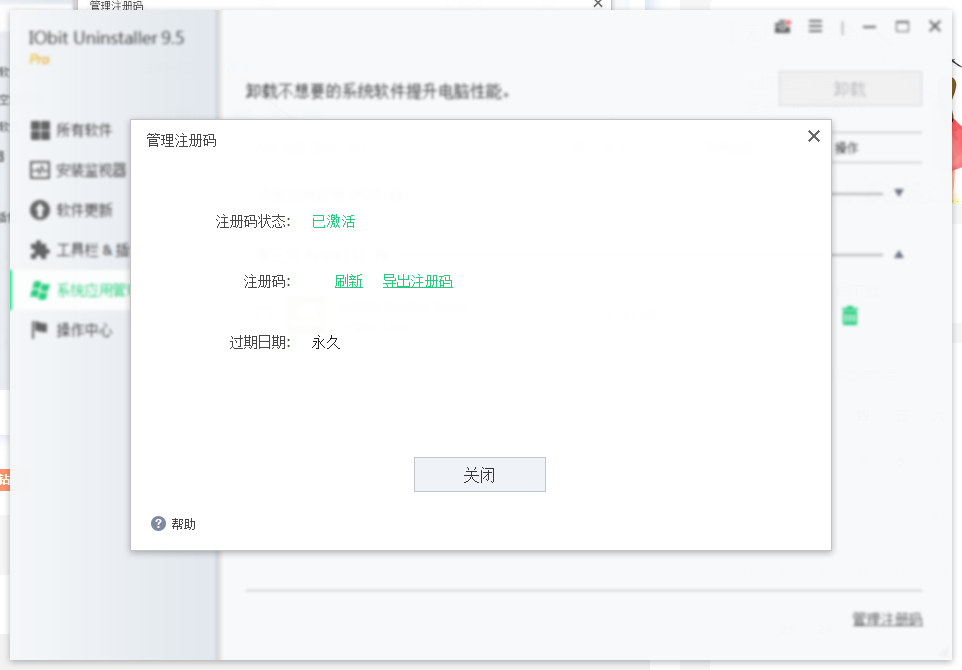 管理注册码
IObit Uninstaller 9.5
Pro
卸载不想要的系统软件提升电脑性能。
卸载
所有软件
安装监视器
软件更新
工具栏 & 插
系统应用管
操作中心
操作
管理注册码
注册码状态: 已激活
注册码: 刷新 导出注册码
过期日期: 永久
关闭
? 帮助
管理注册码